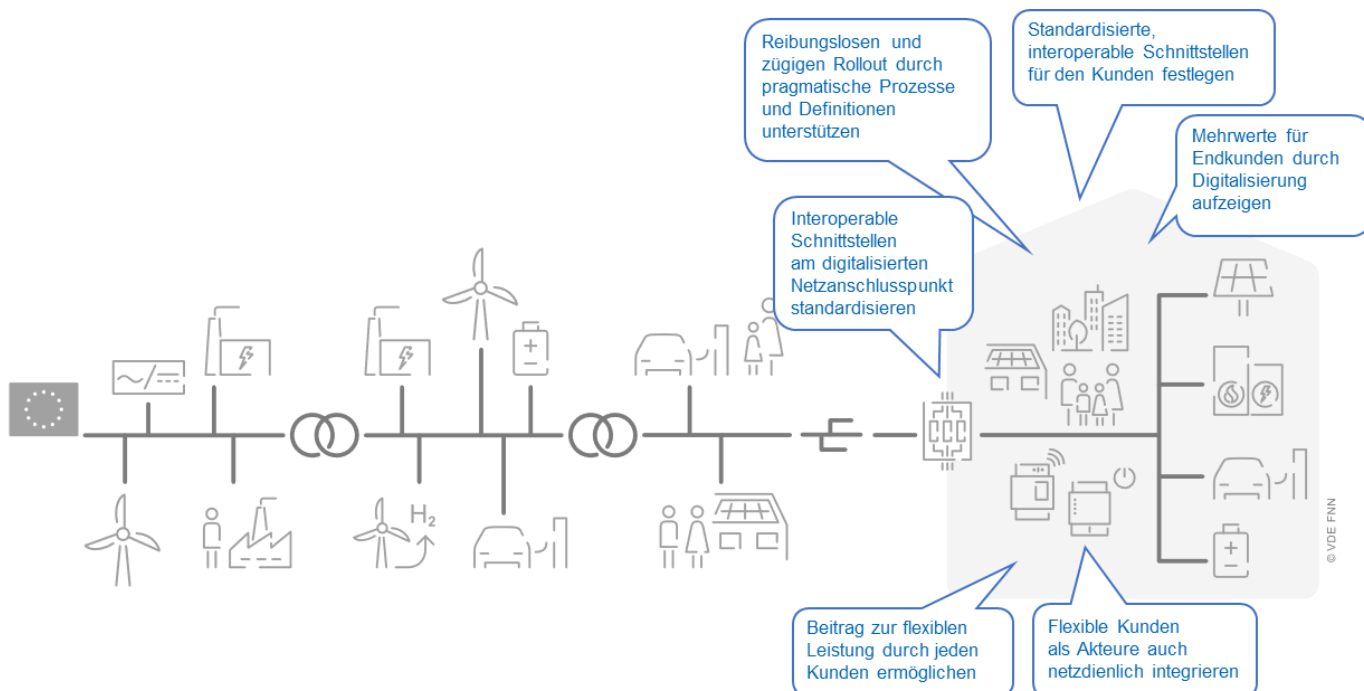 Reibungslosen und
zügigen Rollout durch
pragmatische Prozesse
und Definitionen
unterstützen
Standardisierte,
interoperable Schnittstellen
für den Kunden festlegen
Mehrwerte für
Endkunden durch
Digitalisierung
aufzeigen
Interoperable
Schnittstellen
am digitalisierten
Netzanschlusspunkt
standardisieren
H2
© VDE FNN
Beitrag zur flexiblen
Leistung durch jeden
Kunden ermöglichen
Flexible Kunden
als Akteure auch
netzdienlich integrieren